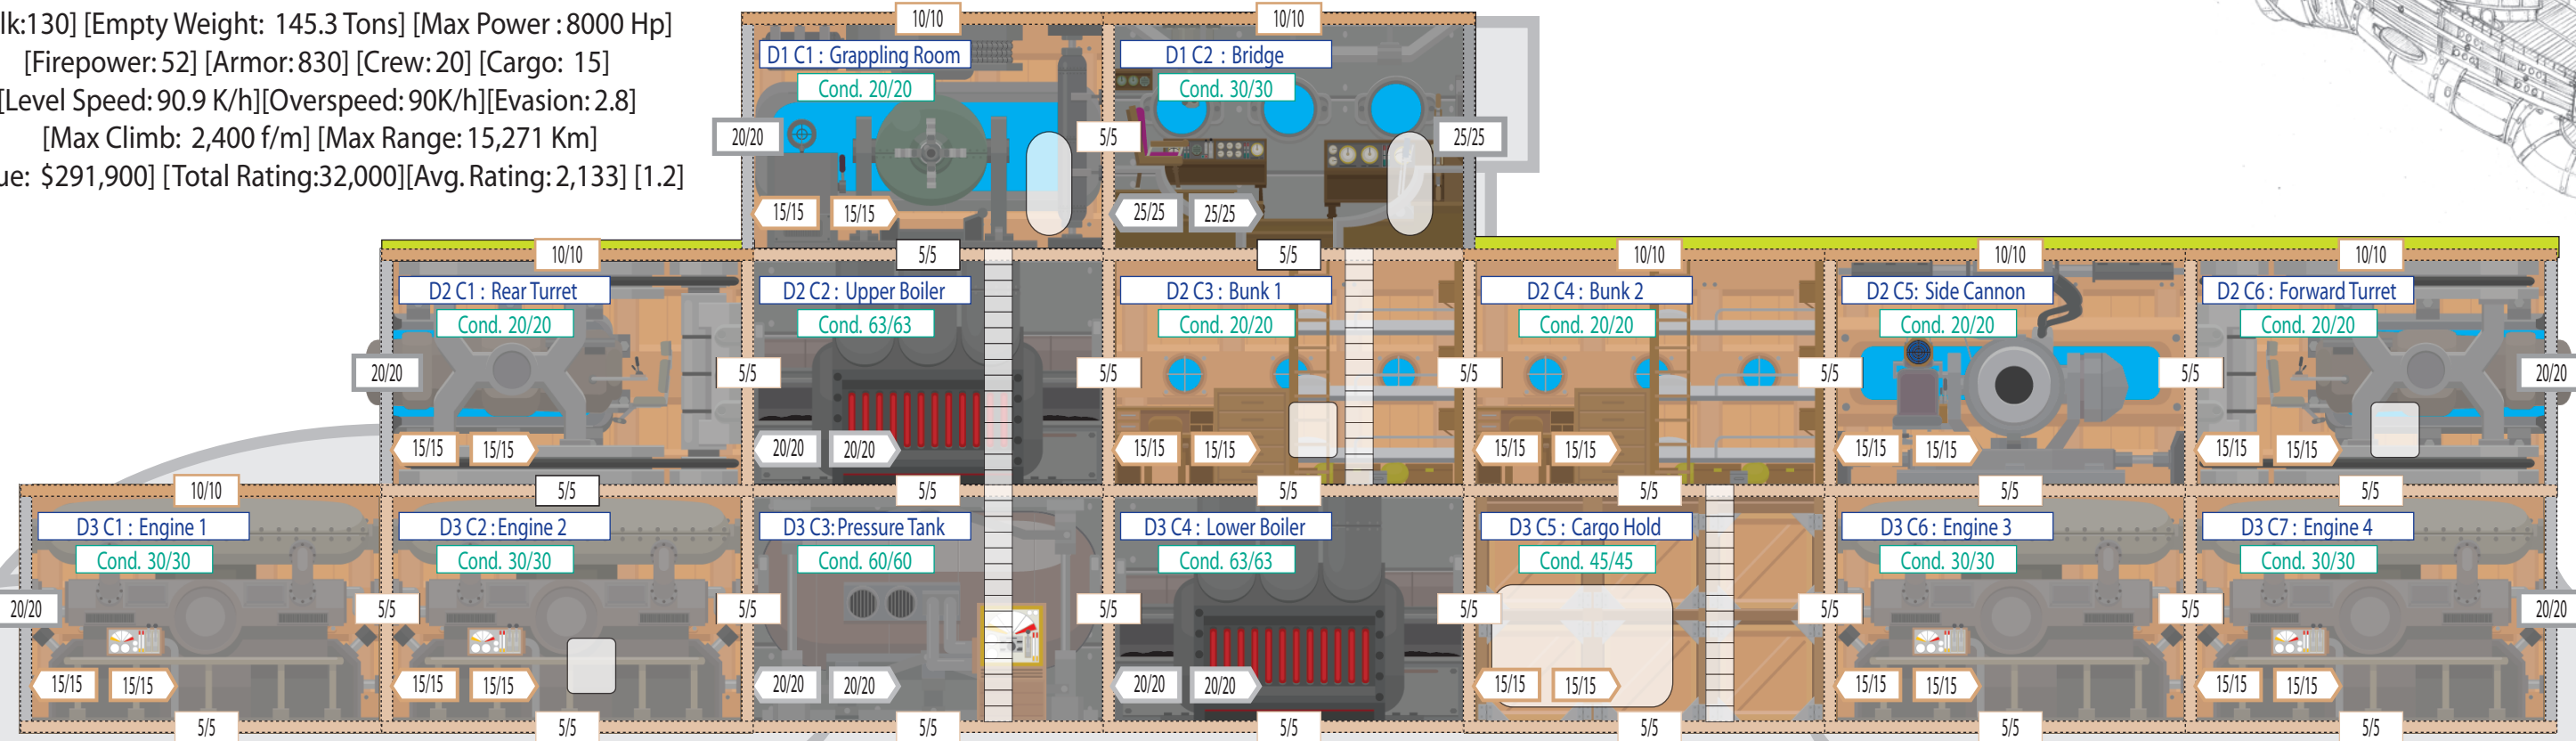 lk:130] [Empty Weight: 145.3 Tons] [Max Power : 8000 Hp]
[Firepower: 52] [Armor: 830] [Crew: 20] [Cargo: 15]
[Level Speed: 90.9 K/h][Overspeed: 90K/h][Evasion: 2.8]
[Max Climb: 2,400 f/m] [Max Range: 15,271 Km]
ue: $291,900] [Total Rating:32,000][Avg. Rating: 2,133] [1.2]
10/10 10/10
D1 C1 : Grappling Room D1 C2 : Bridge
Cond. 20/20 Cond. 30/30
20/20 5/5 25/25
15/15 15/15 25/25 25/25
10/10 5/5 5/5 10/10 10/10 10/10
D2 C1 : Rear Turret D2 C2 : Upper Boiler D2 C3 : Bunk 1 D2 C4 : Bunk 2 D2 C5: Side Cannon D2 C6 : Forward Turret
Cond. 20/20 Cond. 63/63 Cond. 20/20 Cond. 20/20 Cond. 20/20 Cond. 20/20
20/20 5/5 5/5 5/5 5/5 5/5 20/20
15/15 15/15 20/20 20/20 15/15 15/15 15/15 15/15 15/15 15/15 15/15 15/15
10/10 5/5 5/5 5/5 5/5 5/5 5/5
D3 C1 : Engine 1 D3 C2 : Engine 2 D3 C3: Pressure Tank D3 C4 : Lower Boiler D3 C5 : Cargo Hold D3 C6 : Engine 3 D3 C7 : Engine 4
Cond. 30/30 Cond. 30/30 Cond. 60/60 Cond. 63/63 Cond. 45/45 Cond. 30/30 Cond. 30/30
20/20 5/5 5/5 5/5 5/5 5/5 5/5 20/20
15/15 15/15 15/15 15/15 20/20 20/20 20/20 20/20 15/15 15/15 15/15 15/15 15/15 15/15
5/5 5/5 5/5 5/5 5/5 5/5 5/5